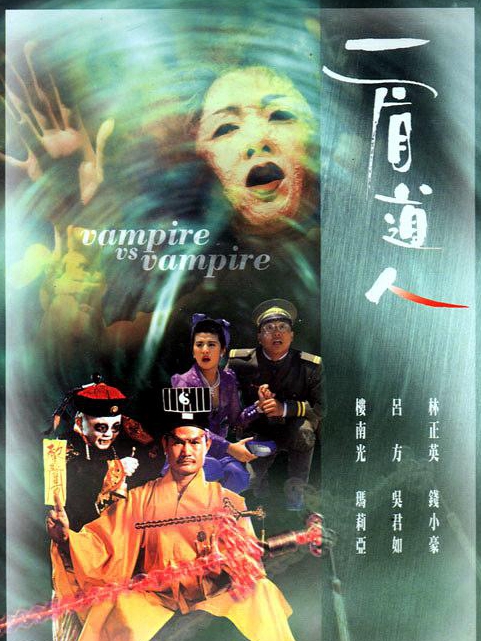 一眉道人
vampire
vs
vampire
林正英 錢小豪
呂方 吳君如
樓南光 瑪莉亞